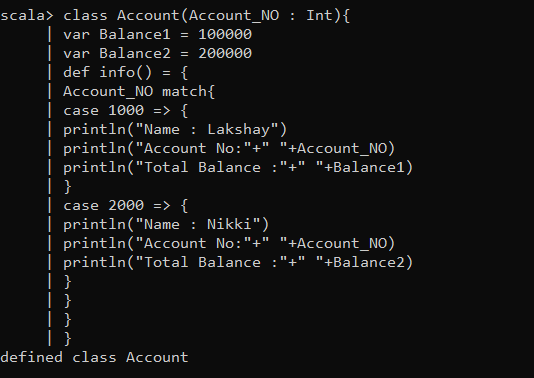 scala> class Account(Account_NO : Int){
| var Balance1 = 100000
| var Balance2 = 200000
| def info() = {
| Account_NO match{
| case 1000 => {
| println("Name : Lakshay")
| println("Account No:"+" "+Account_NO)
| println("Total Balance :"+" "+Balance1)
| }
| case 2000 => {
| println("Name : Nikki")
| println("Account No:"+" "+Account_NO)
| println("Total Balance :"+" "+Balance2)
| }
| }
| }
| }
defined class Account